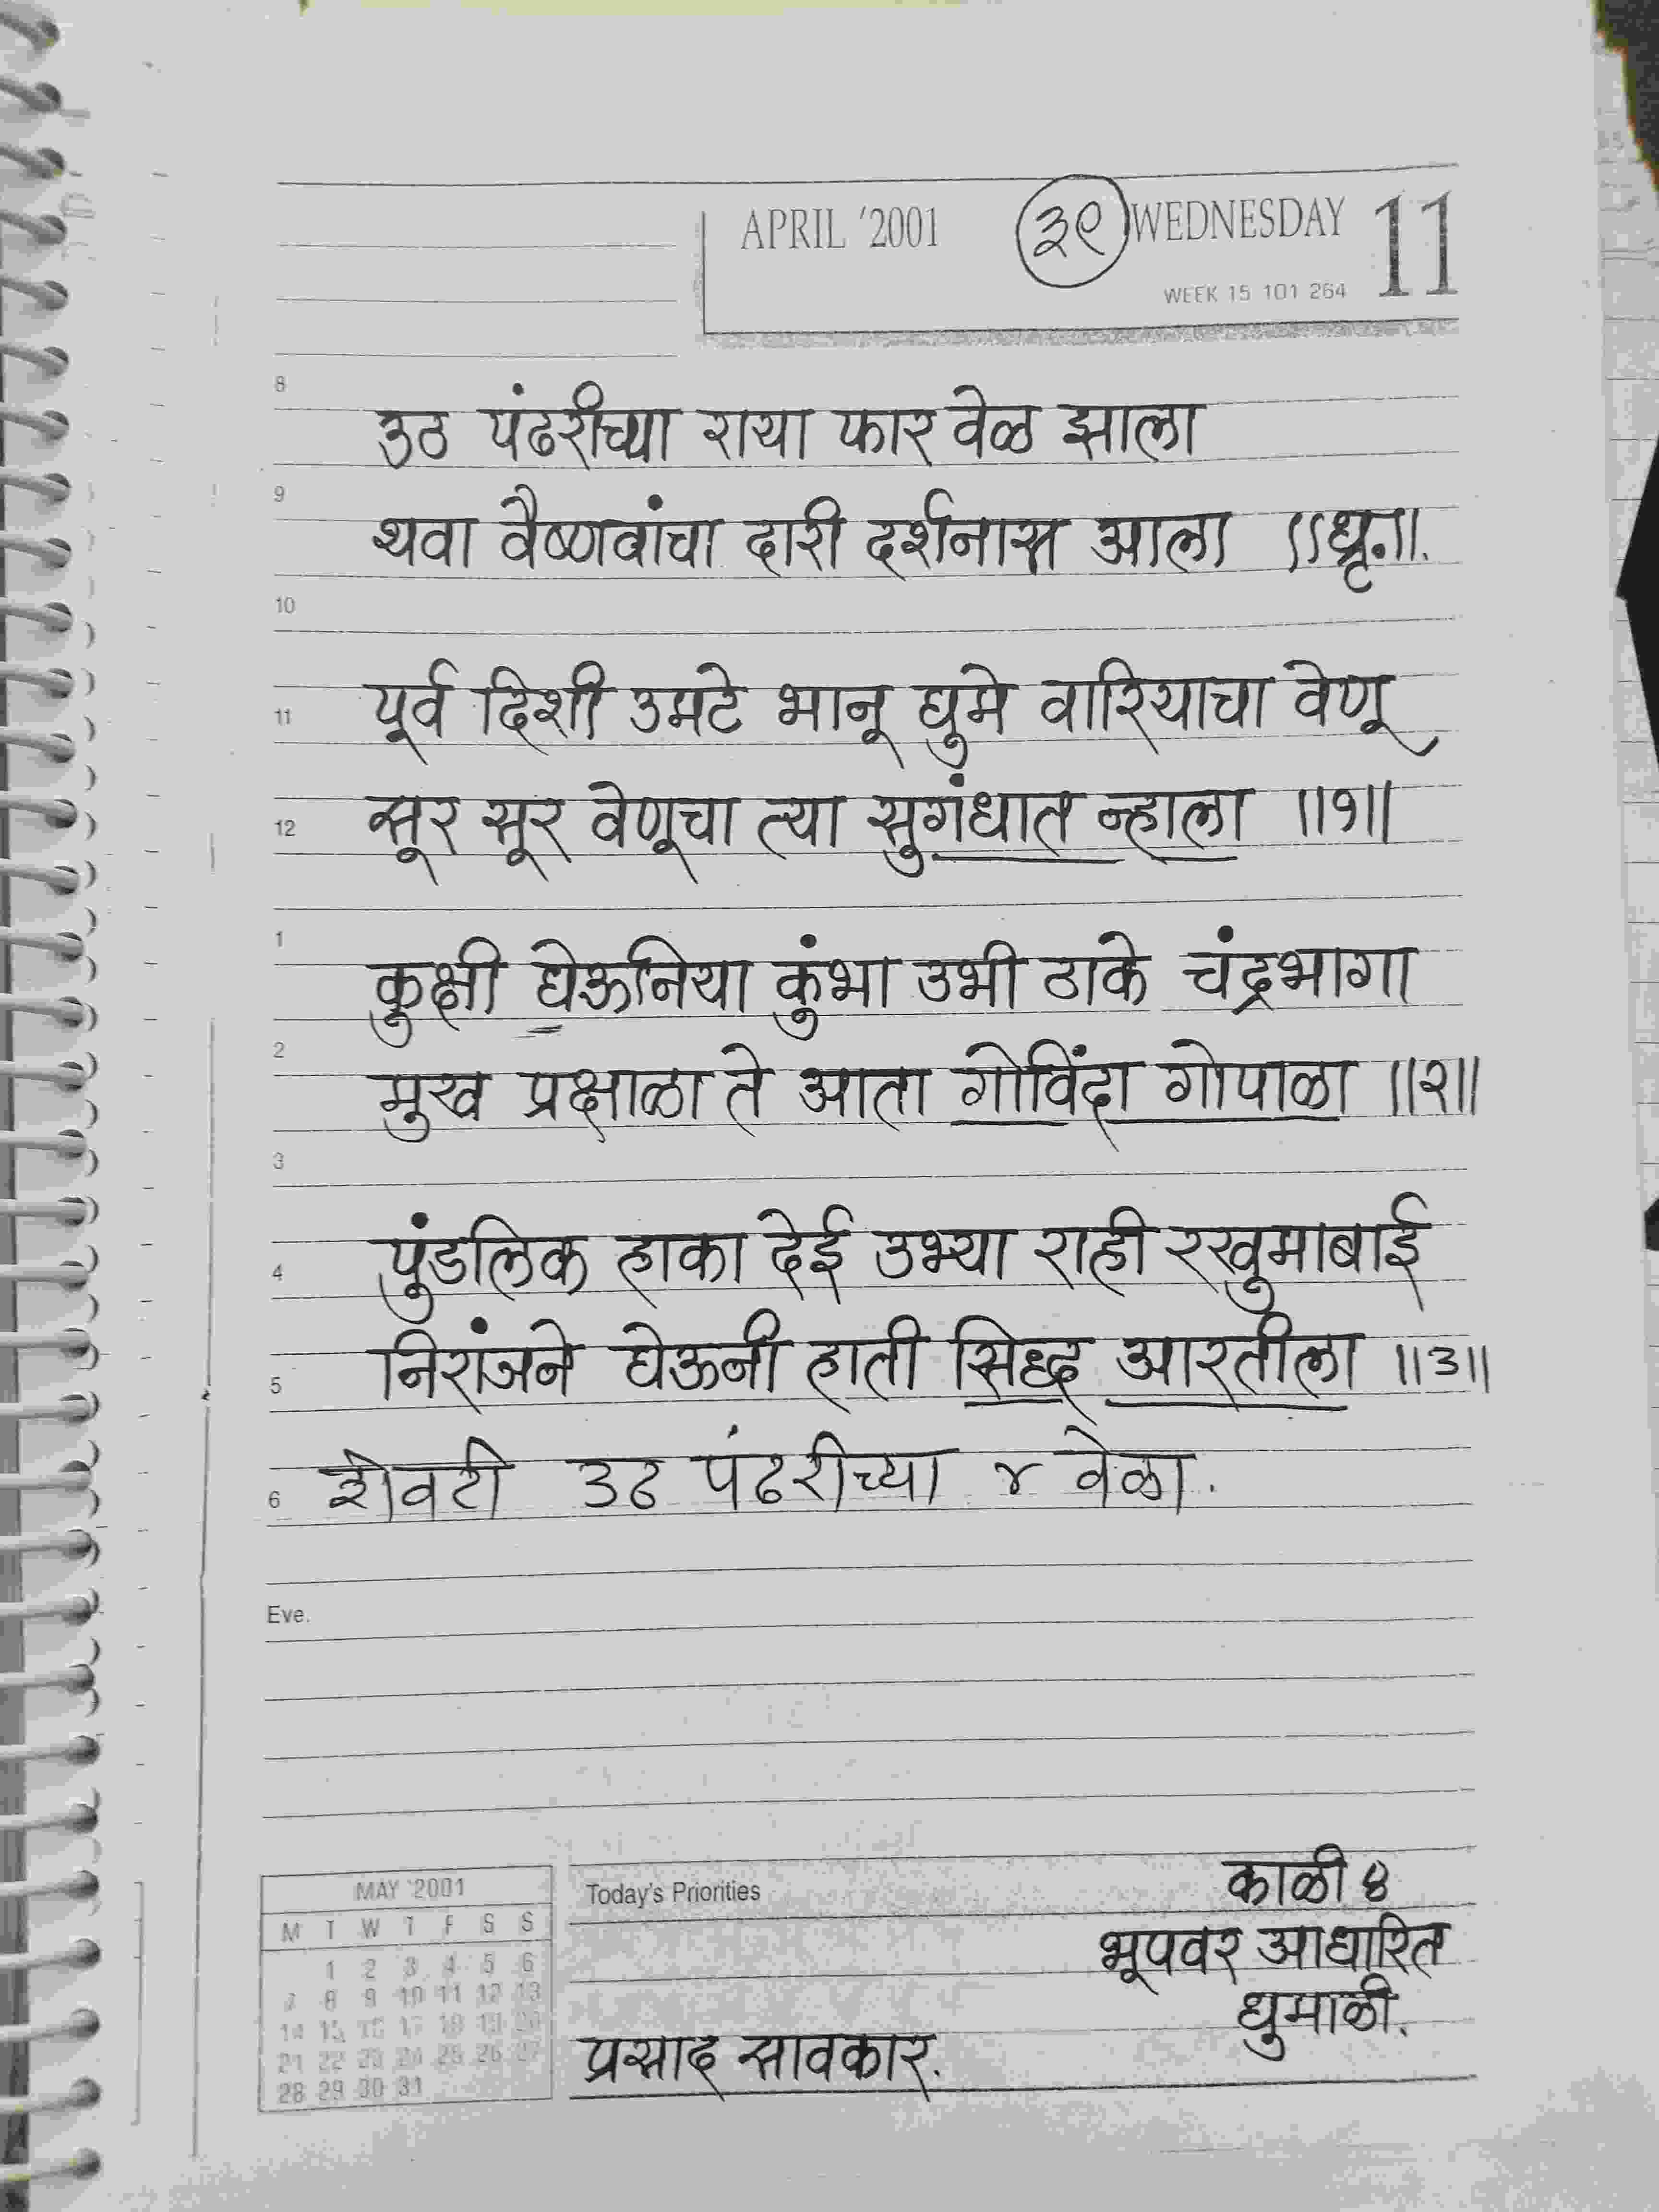 APRIL '2001 ३९ WEDNESDAY 11
WEEK 15 101 264
8
उठ पंढरीच्या राया फार वेळ झाला
9
थवा वैष्णवांचा दारी दर्शनास आला ॥धृ.॥.
10
11 पूर्व दिशी उमटे भानू घुमे वारियाचा वेणू
12 सूर सूर वेणूचा त्या सुगंधात न्हाला ॥१॥
1
कुक्षी घेऊनिया कुंभा उभी ठाके चंद्रभागा
2
मुख प्रक्षाळा ते आता गोविंदा गोपाळा ॥२॥
3
4 पुंडलिक हाका देई उभ्या राही रखुमाबाई
5 निरांजने घेऊनी हाती सिद्ध आरतीला ॥३॥
6 शेवटी उठ पंढरीच्या ४ वेळा.
Eve.
MAY '2001
M T W T F S S
1 2 3 4 5 6
7 8 9 10 11 12 13
14 15 16 17 18 19 20
21 22 23 24 25 26 27
28 29 30 31
Today's Priorities
काळी ४
भूपवर आधारित
धुमाळी.
प्रसाद सावकार.